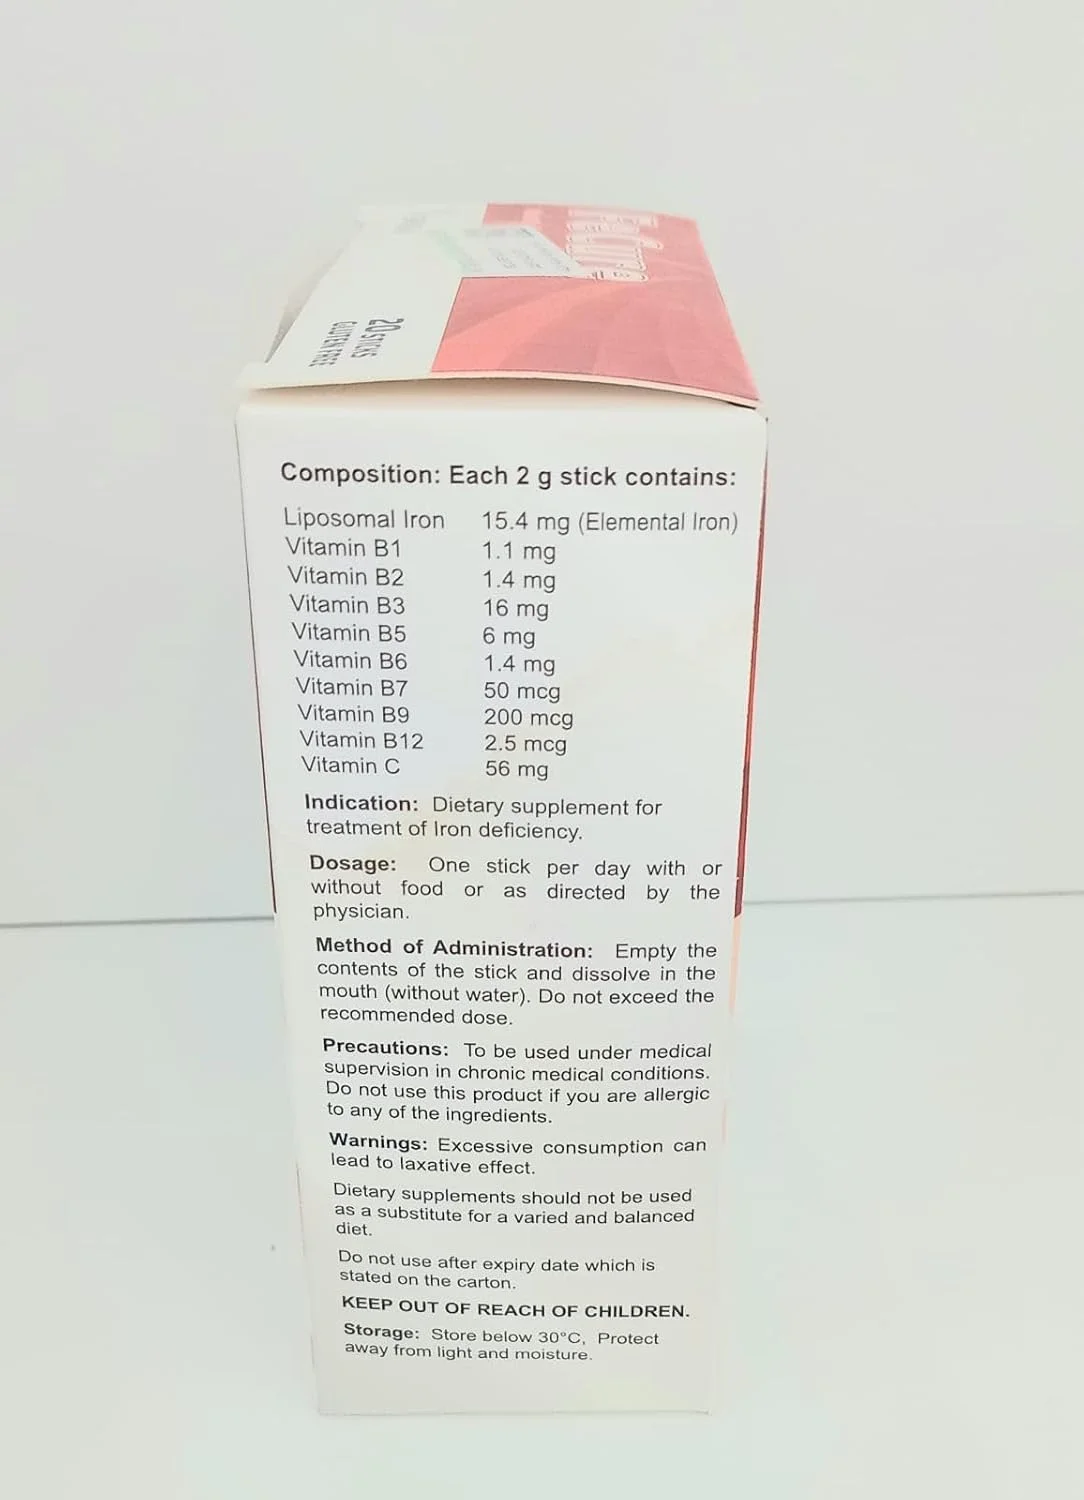 20 STICKS
GLUTEN FREE
Composition: Each 2 g stick contains:
Liposomal Iron 15.4 mg (Elemental Iron)
Vitamin B1 1.1 mg
Vitamin B2 1.4 mg
Vitamin B3 16 mg
Vitamin B5 6 mg
Vitamin B6 1.4 mg
Vitamin B7 50 mcg
Vitamin B9 200 mcg
Vitamin B12 2.5 mcg
Vitamin C 56 mg
Indication: Dietary supplement for
treatment of Iron deficiency.
Dosage: One stick per day with or
without food or as directed by the
physician.
Method of Administration: Empty the
contents of the stick and dissolve in the
mouth (without water). Do not exceed the
recommended dose.
Precautions: To be used under medical
supervision in chronic medical conditions.
Do not use this product if you are allergic
to any of the ingredients.
Warnings: Excessive consumption can
lead to laxative effect.
Dietary supplements should not be used
as a substitute for a varied and balanced
diet.
Do not use after expiry date which is
stated on the carton.
KEEP OUT OF REACH OF CHILDREN.
Storage: Store below 30°C, Protect
away from light and moisture.